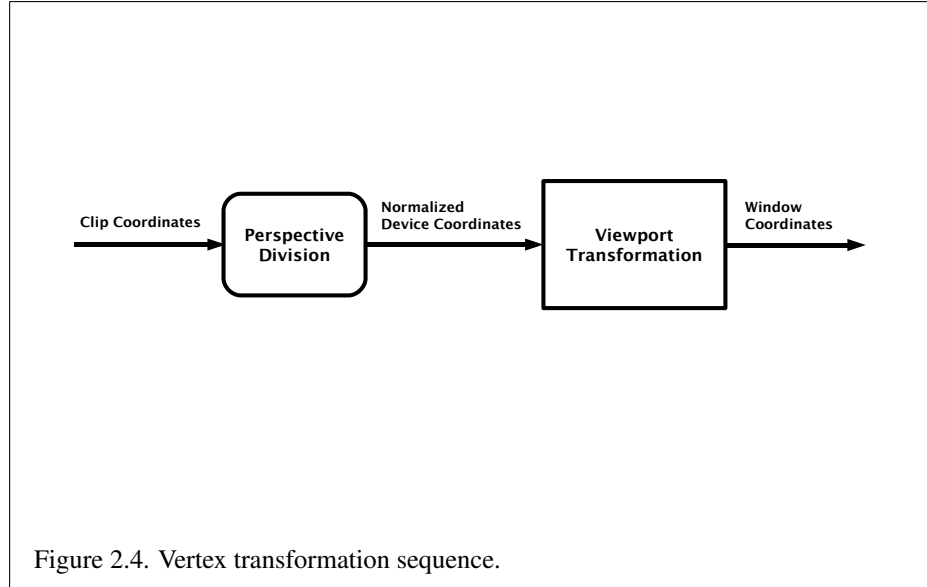 Clip Coordinates
Perspective
Division
Normalized
Device Coordinates
Viewport
Transformation
Window
Coordinates
Figure 2.4. Vertex transformation sequence.